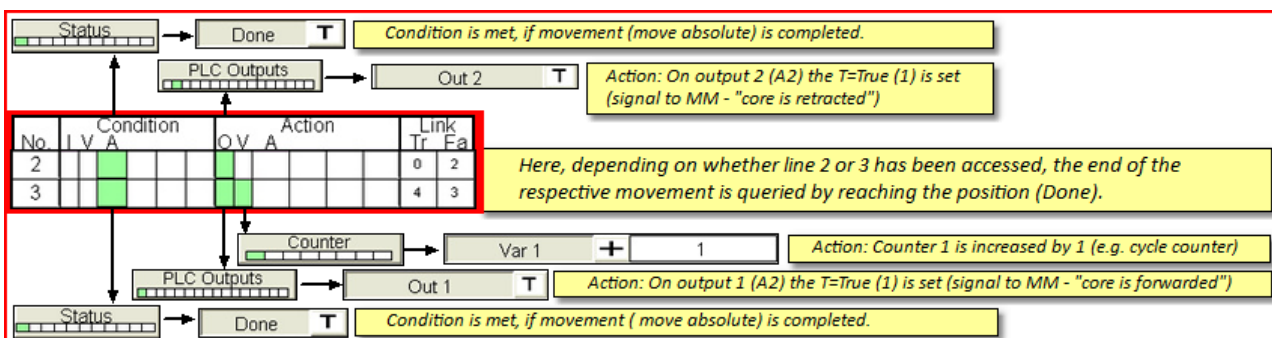 Status
Done T
Condition is met, if movement (move absolute) is completed.
PLC Outputs
Out 2 T
Action: On output 2 (A2) the T=True (1) is set
(signal to MM - "core is retracted")
Condition Action Link
No. I V A O V A Tr Fa
2 0 2
3 4 3
Here, depending on whether line 2 or 3 has been accessed, the end of the
respective movement is queried by reaching the position (Done).
Counter
Var 1 + 1
Action: Counter 1 is increased by 1 (e.g. cycle counter)
PLC Outputs
Out 1 T
Action: On output 1 (A2) the T=True (1) is set (signal to MM - "core is forwarded")
Status
Done T
Condition is met, if movement ( move absolute) is completed.